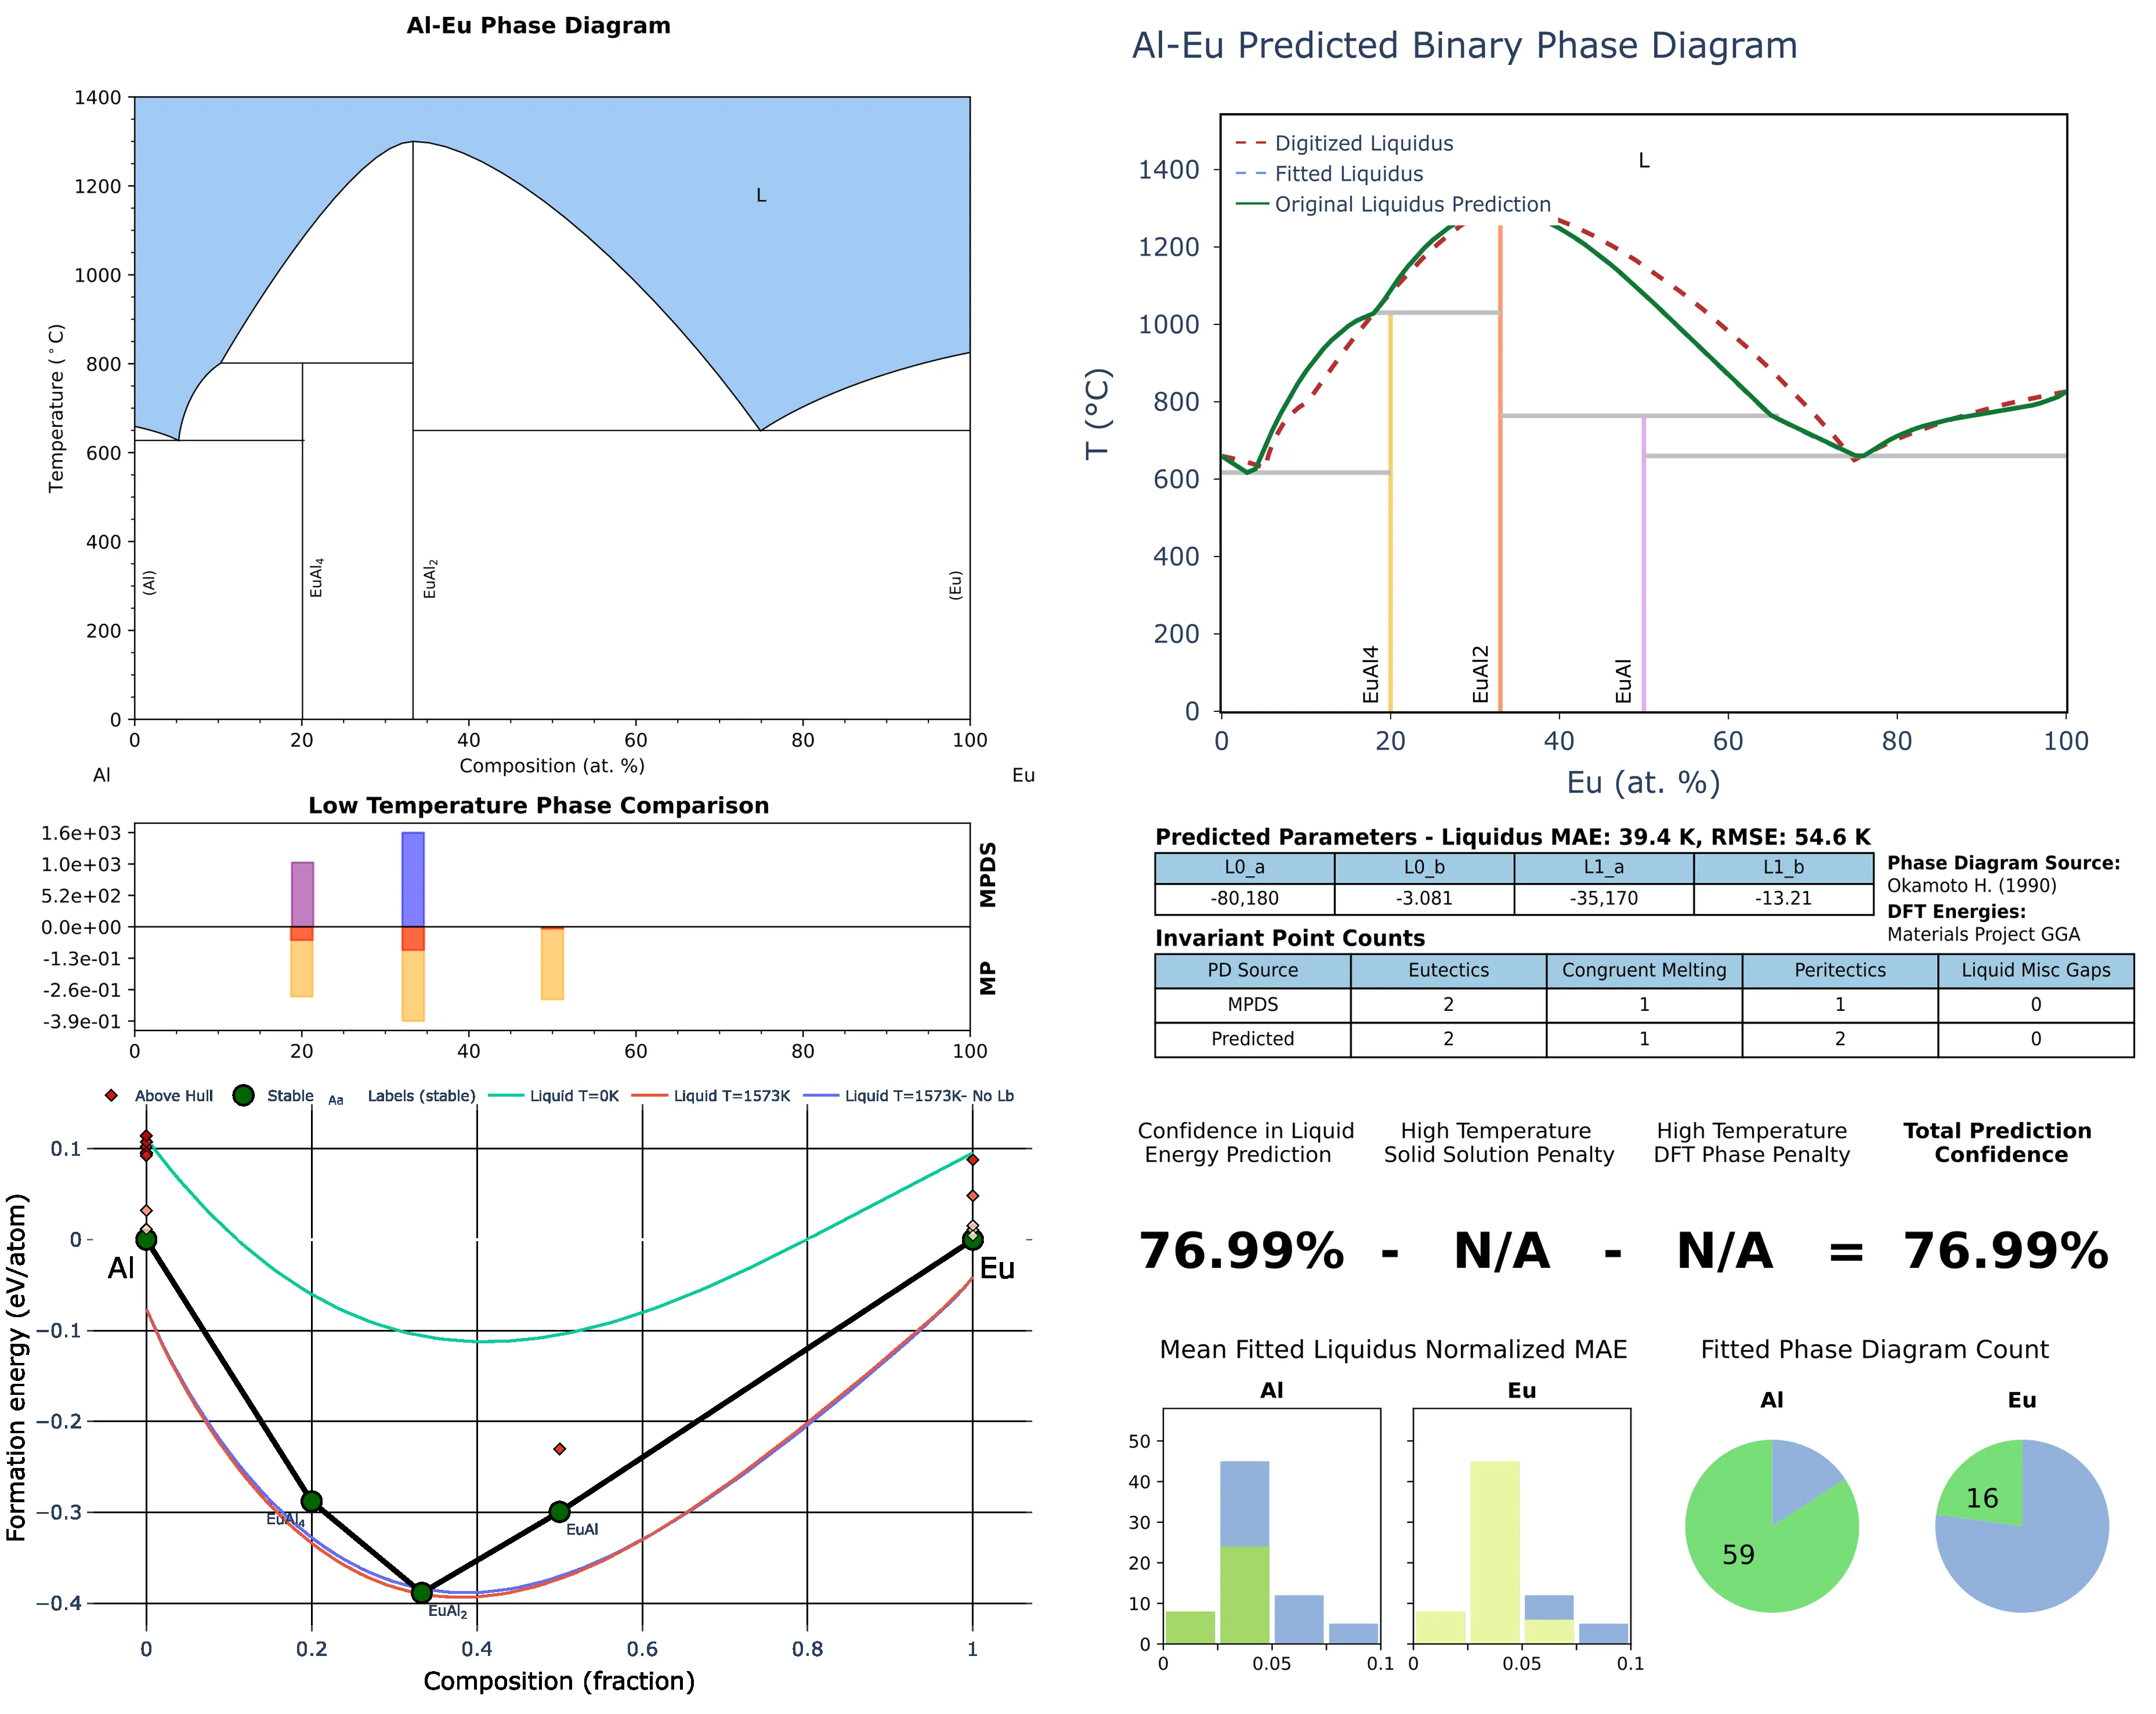 Al-Eu Phase Diagram
1400
1200
1000
800
600
400
200
0
Temperature (°C)
L
(Al)
EuAl₄
EuAl₂
(Eu)
0 20 40 60 80 100
Composition (at. %)
Al Eu
Low Temperature Phase Comparison
1.6e+03
1.0e+03
5.2e+02
0.0e+00
-1.3e-01
-2.6e-01
-3.9e-01
MPDS
MP
0 20 40 60 80 100
Above Hull Stable Aa Labels (stable) Liquid T=0K Liquid T=1573K Liquid T=1573K- No Lb
0.1
0
−0.1
−0.2
−0.3
−0.4
Formation energy (eV/atom)
Al
Eu
EuAl₄
EuAl
EuAl₂
0 0.2 0.4 0.6 0.8 1
Composition (fraction)
Al-Eu Predicted Binary Phase Diagram
Digitized Liquidus
Fitted Liquidus
Original Liquidus Prediction
L
1400
1200
1000
800
600
400
200
0
T (°C)
EuAl4
EuAl2
EuAl
0 20 40 60 80 100
Eu (at. %)
Predicted Parameters - Liquidus MAE: 39.4 K, RMSE: 54.6 K
L0_a L0_b L1_a L1_b
-80,180 -3.081 -35,170 -13.21
Phase Diagram Source:
Okamoto H. (1990)
DFT Energies:
Materials Project GGA
Invariant Point Counts
PD Source Eutectics Congruent Melting Peritectics Liquid Misc Gaps
MPDS 2 1 1 0
Predicted 2 1 2 0
Confidence in Liquid
Energy Prediction
High Temperature
Solid Solution Penalty
High Temperature
DFT Phase Penalty
Total Prediction
Confidence
76.99% - N/A - N/A = 76.99%
Mean Fitted Liquidus Normalized MAE
Al
Eu
50
40
30
20
10
0
0 0.05 0.1
0 0.05 0.1
Fitted Phase Diagram Count
Al
Eu
59
16